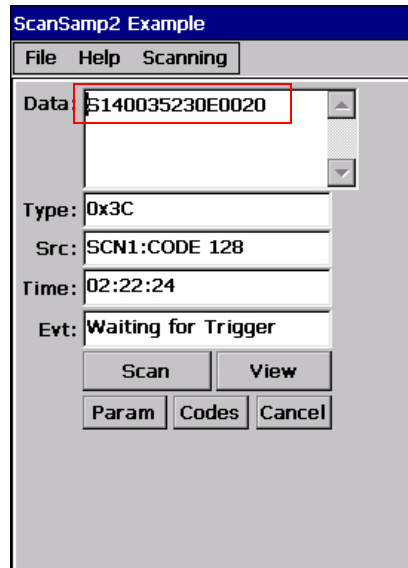 ScanSamp2 Example
File Help Scanning
Data: S140035230E0020
Type: 0x3C
Src: SCN1:CODE 128
Time: 02:22:24
Evt: Waiting for Trigger
Scan View
Param Codes Cancel